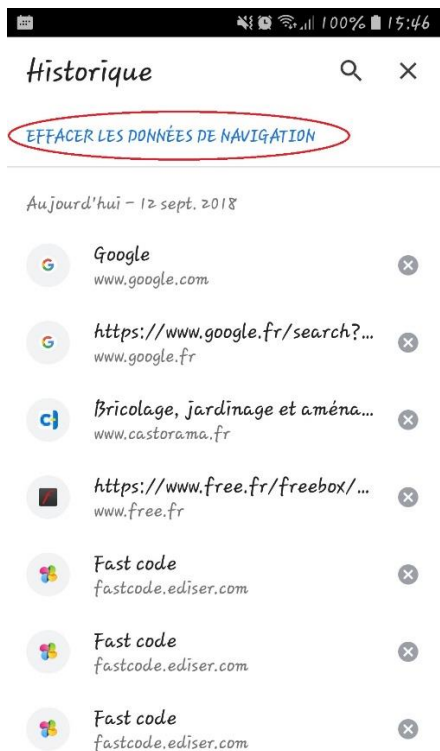 100% 15:46
Historique
EFFACER LES DONNÉES DE NAVIGATION
Aujourd'hui – 12 sept. 2018
Google
www.google.com
https://www.google.fr/search?...
www.google.fr
Bricolage, jardinage et aména...
www.castorama.fr
https://www.free.fr/freebox/...
www.free.fr
Fast code
fastcode.ediser.com
Fast code
fastcode.ediser.com
Fast code
fastcode.ediser.com